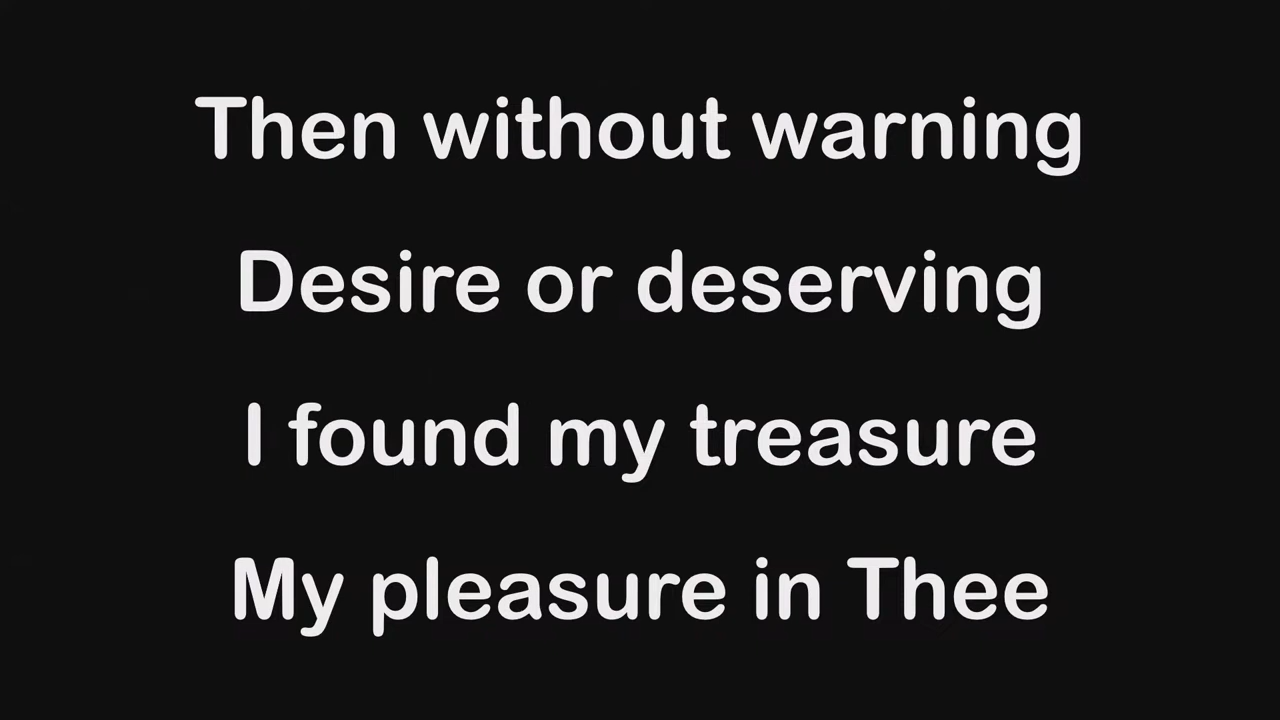 Then without warning
Desire or deserving
I found my treasure
My pleasure in Thee